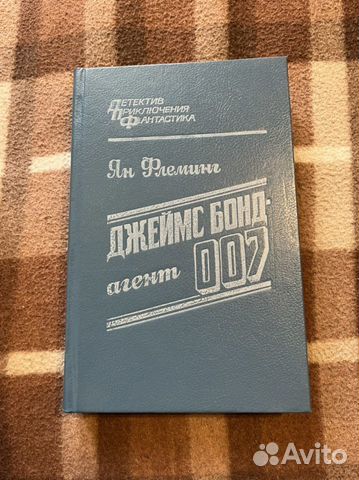 Детектив
Приключения
Фантастика
Ян Флеминг
ДЖЕЙМС БОНД-
агент 007
Avito